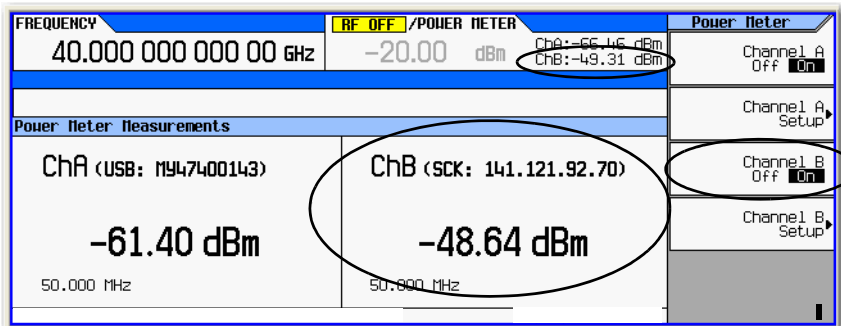 FREQUENCY
RF OFF /POWER METER
Power Meter
40.000 000 000 00 GHz
-20.00 dBm
ChA:-66.46 dBm
ChB:-49.31 dBm
Channel A
Off On
Channel A
Setup
Power Meter Measurements
ChA (USB: MY47400143)
ChB (SCK: 141.121.92.70)
Channel B
Off On
-61.40 dBm
-48.64 dBm
Channel B
Setup
50.000 MHz
50.000 MHz